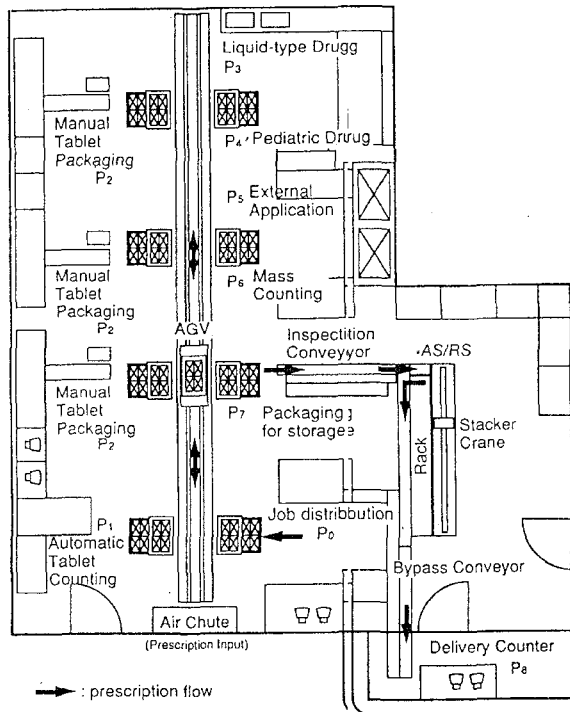 Liquid-type Drugg
P3
Manual
Tablet
Packaging
P2
P4 'Pediatric Drrug
P5 External
Application
Manual
Tablet
Packaging
P2
P6 Mass
Counting
AGV
Inspectition
Conveyyor
AS/RS
Manual
Tablet
Packaging
P2
P7
Packaging g
for storagee
Rack
Stacker
Crane
P1
Automatic
Tablet
Counting
Job distribbution
P0
Bypass Conveyor
Air Chute
(Prescription Input)
Delivery Counter
P8
: prescription flow